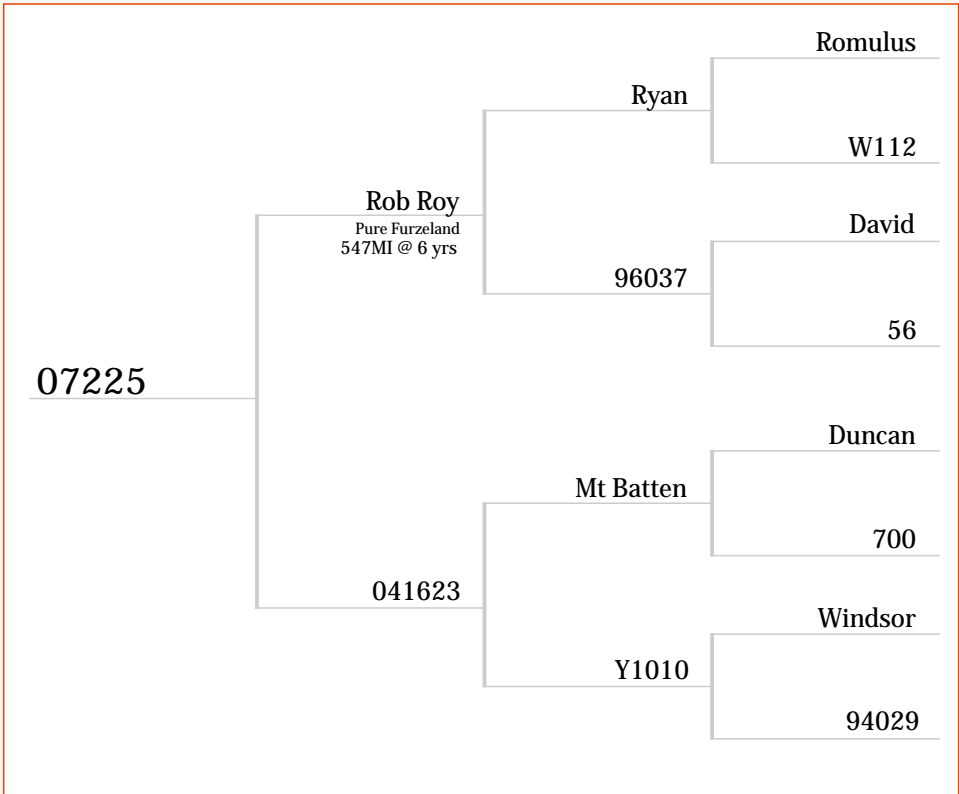 Romulus
Ryan
W112
Rob Roy
Pure Furzeland
547MI @ 6 yrs
David
96037
56
07225
Duncan
Mt Batten
700
041623
Windsor
Y1010
94029